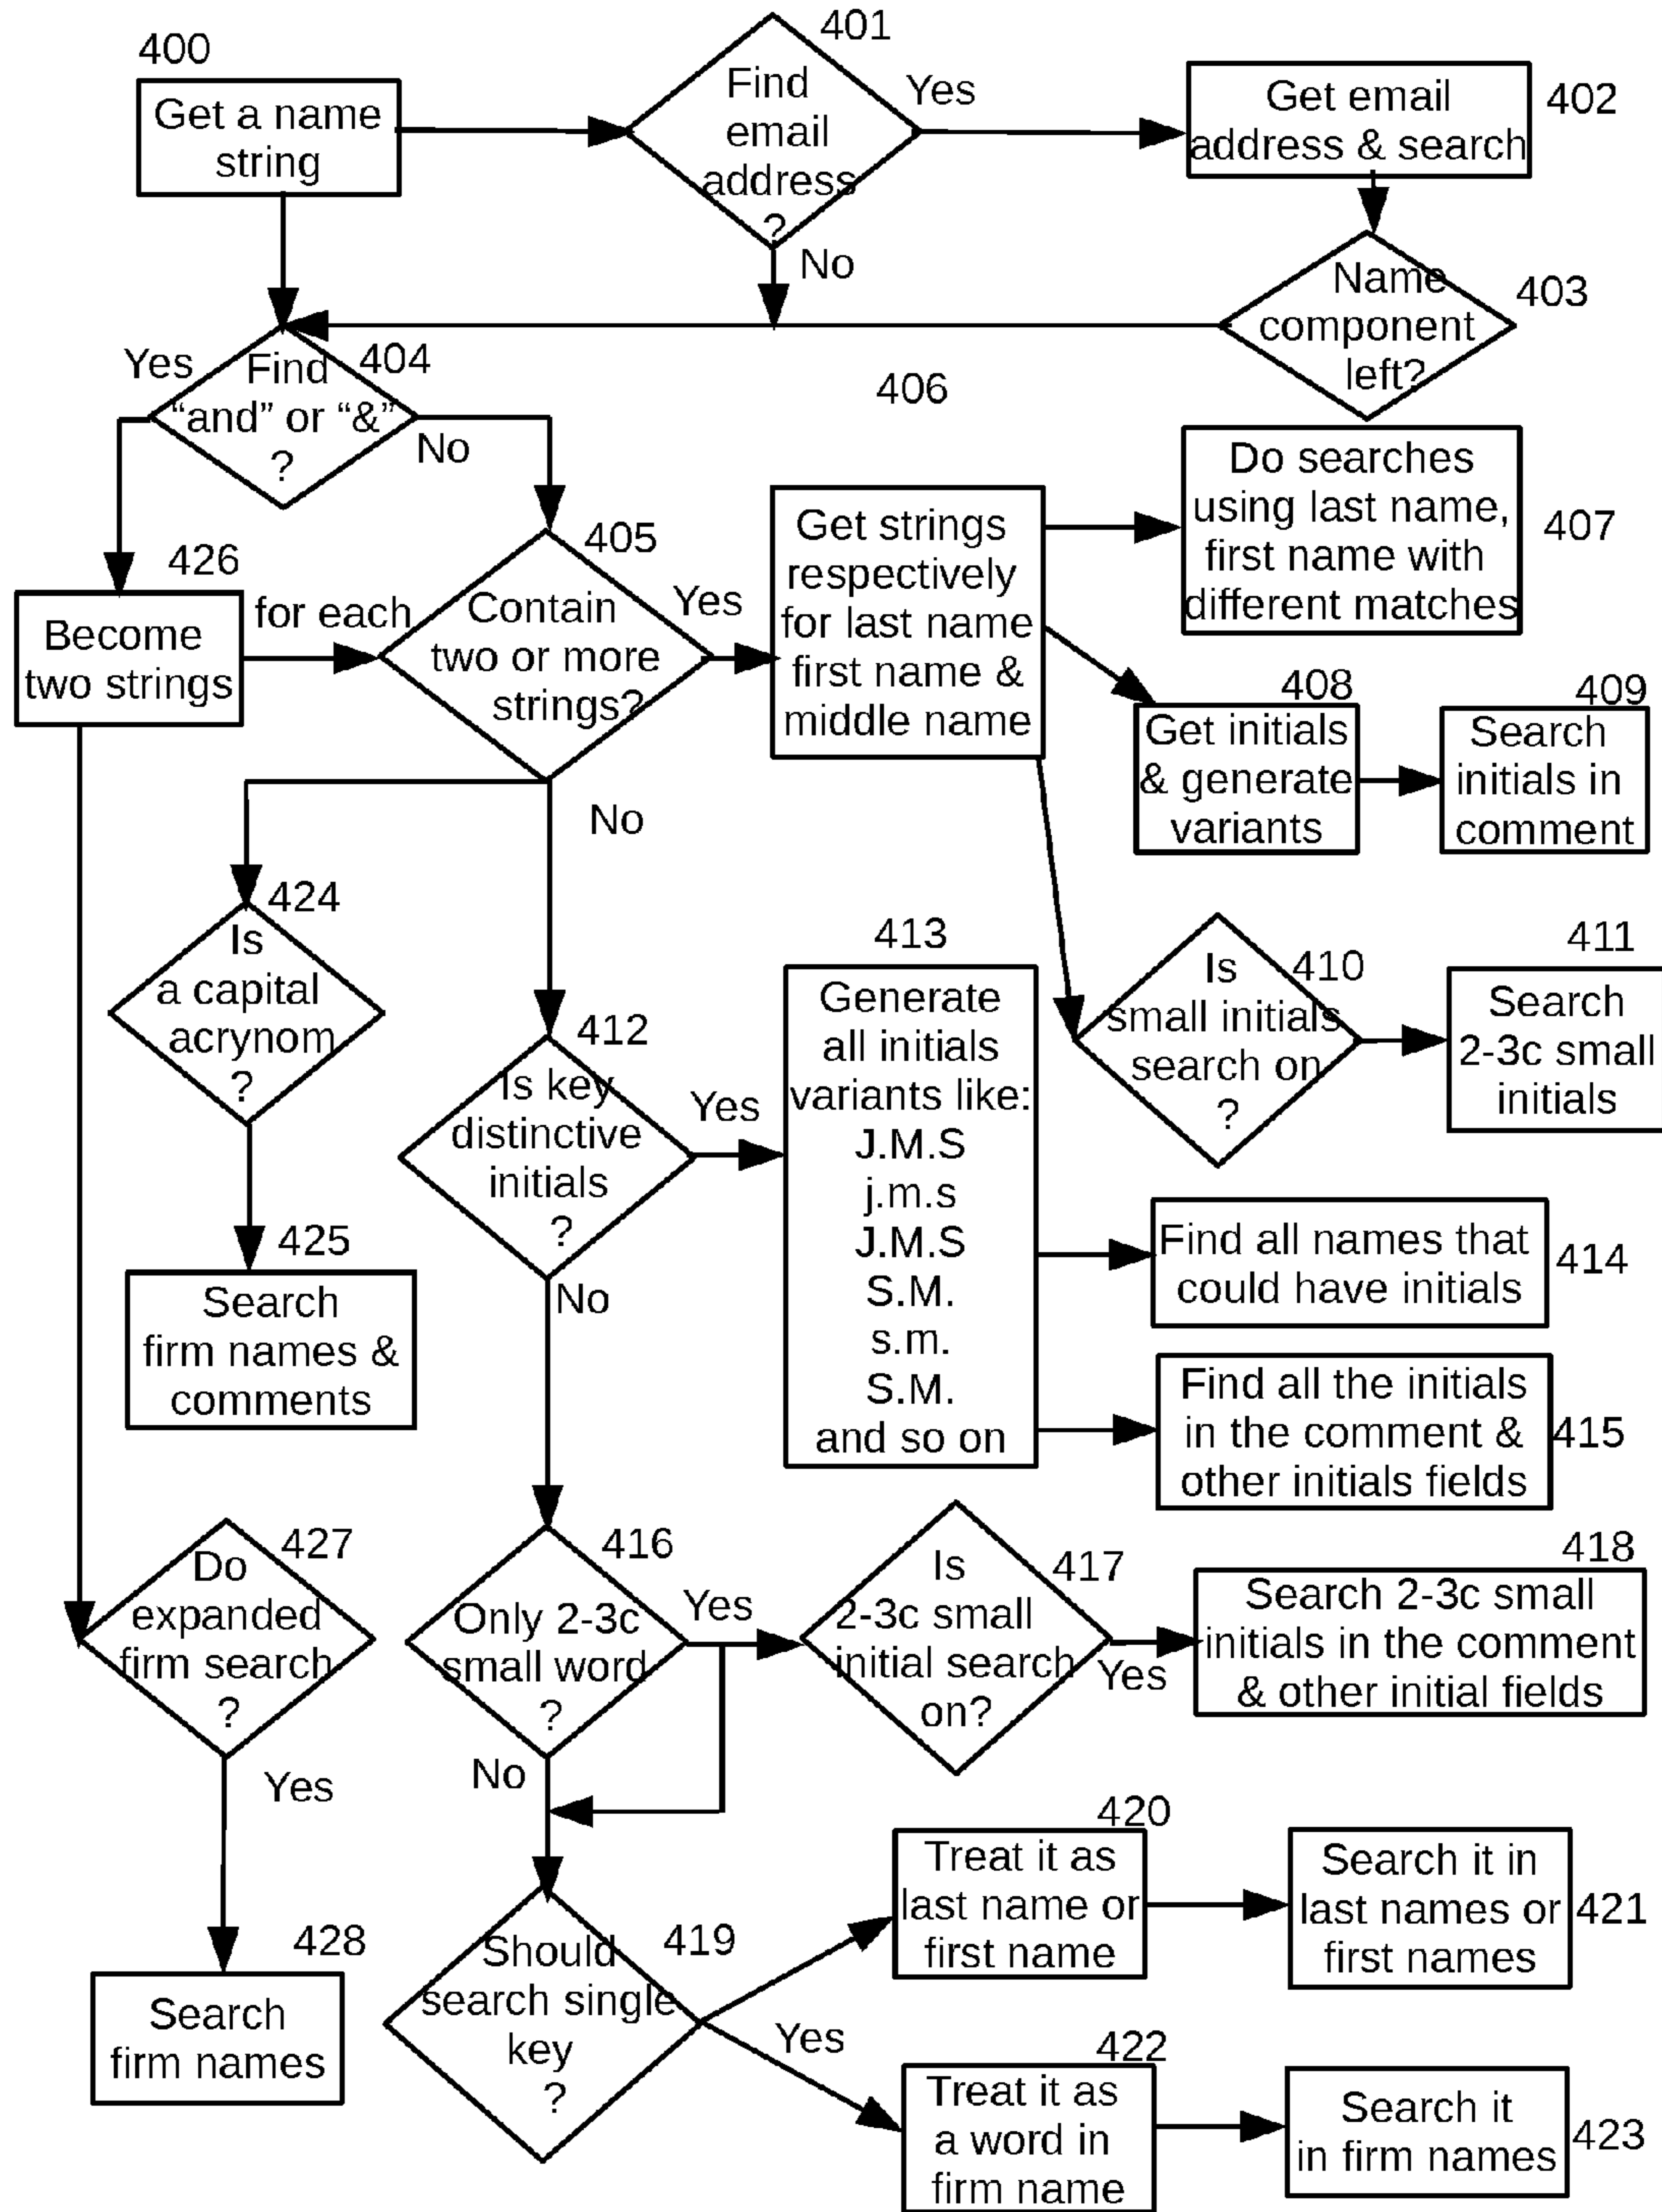 400
Get a name
string
401
Find
email
address
?
Yes
No
Get email
address & search
402
Name
component
left?
403
Yes
Find
“and” or “&”
?
404
No
406
426
Become
two strings
for each
405
Contain
two or more
strings?
Yes
No
Get strings
respectively
for last name
first name &
middle name
Do searches
using last name,
first name with
different matches
407
408
Get initials
& generate
variants
409
Search
initials in
comment
424
Is
a capital
acrynom
?
425
Search
firm names &
comments
412
Is key
distinctive
initials
?
Yes
No
413
Generate
all initials
variants like:
J.M.S
j.m.s
J.M.S
S.M.
s.m.
S.M.
and so on
Is
small initials
search on
?
410
411
Search
2-3c small
initials
Find all names that
could have initials
414
Find all the initials
in the comment &
other initials fields
415
427
Do
expanded
firm search
?
Yes
428
Search
firm names
416
Only 2-3c
small word
?
Yes
No
417
Is
2-3c small
initial search
on?
Yes
418
Search 2-3c small
initials in the comment
& other initial fields
419
Should
search single
key
?
Yes
420
Treat it as
last name or
first name
Search it in
last names or
first names
421
422
Treat it as
a word in
firm name
Search it
in firm names
423